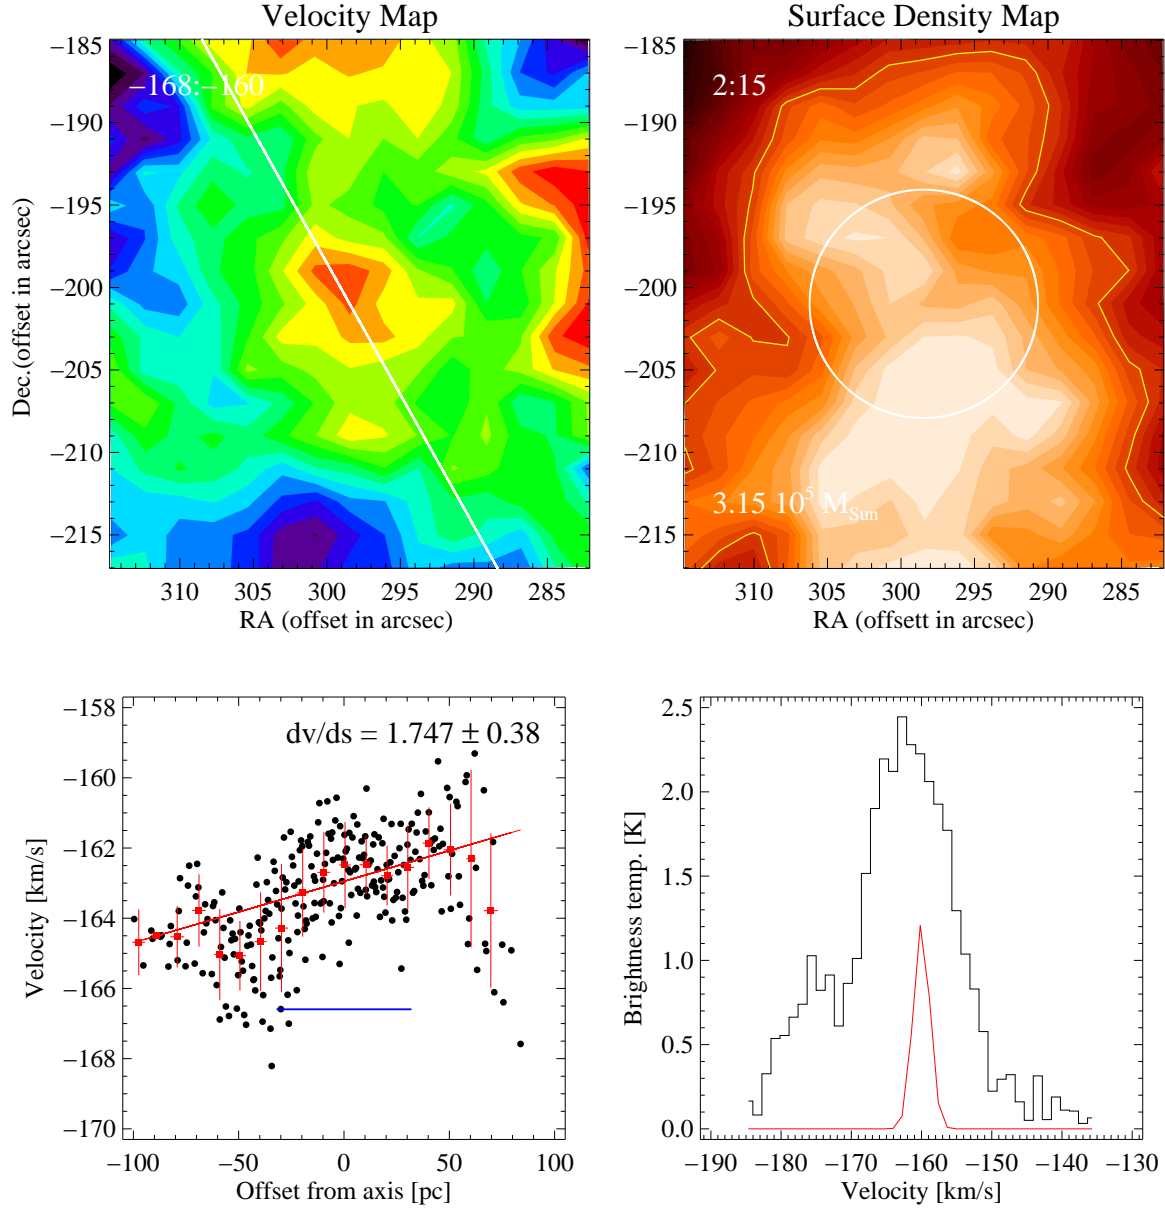 Velocity Map
Surface Density Map
−168:−160
2:15
3.15 10⁵ M_Sun
Dec.(offset in arcsec)
−185
−190
−195
−200
−205
−210
−215
310 305 300 295 290 285
RA (offset in arcsec)
−185
−190
−195
−200
−205
−210
−215
310 305 300 295 290 285
RA (offsett in arcsec)
dv/ds = 1.747 ± 0.38
Velocity [km/s]
−158
−160
−162
−164
−166
−168
−170
−100 −50 0 50 100
Offset from axis [pc]
Brightness temp. [K]
2.5
2.0
1.5
1.0
0.5
0.0
−190 −180 −170 −160 −150 −140 −130
Velocity [km/s]